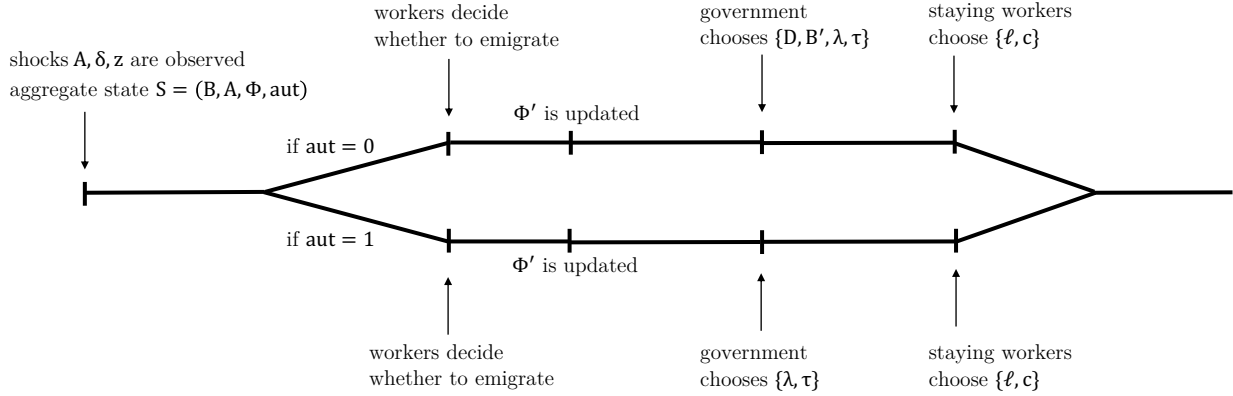 workers decide
whether to emigrate
government
chooses {D, B′, λ, τ}
staying workers
choose {ℓ, c}
shocks A, δ, z are observed
aggregate state S = (B, A, Φ, aut)
Φ′ is updated
if aut = 0
if aut = 1
Φ′ is updated
workers decide
whether to emigrate
government
chooses {λ, τ}
staying workers
choose {ℓ, c}